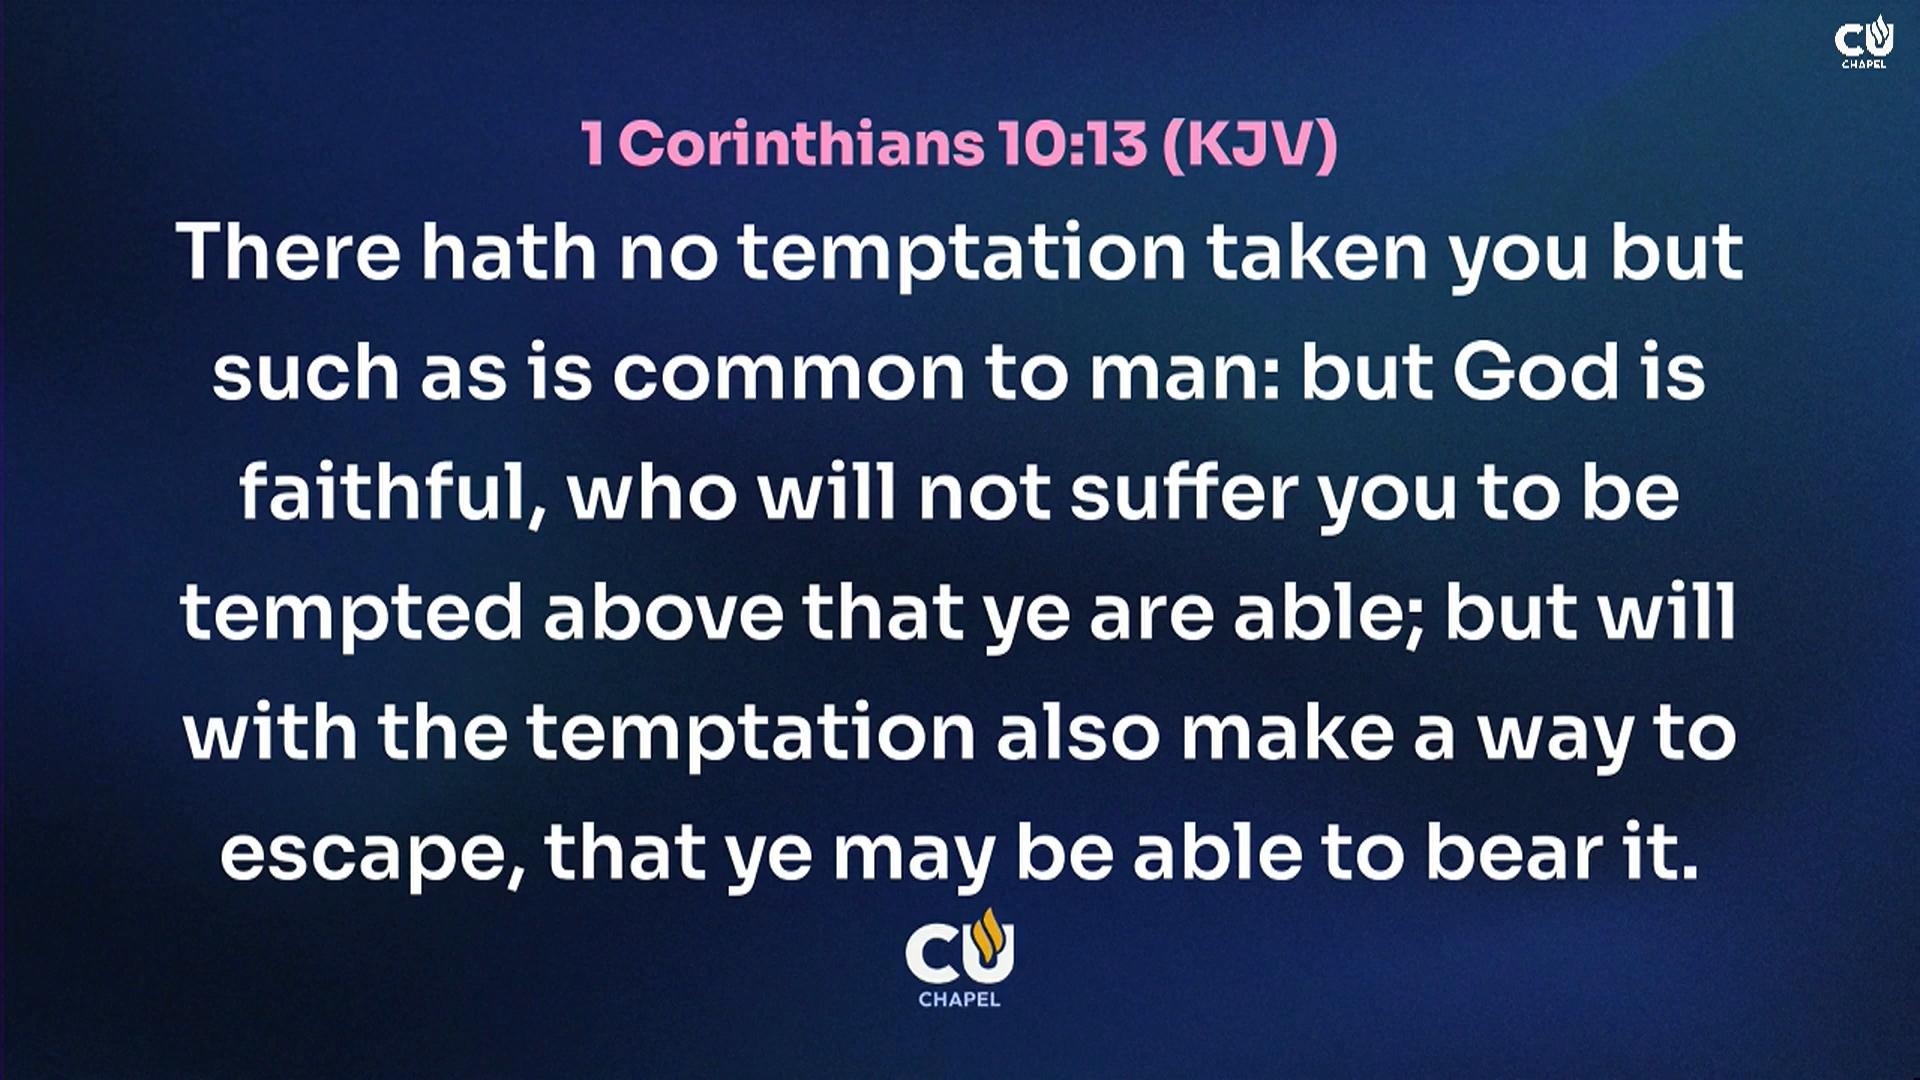 CU
CHAPEL
1 Corinthians 10:13 (KJV)
There hath no temptation taken you but
such as is common to man: but God is
faithful, who will not suffer you to be
tempted above that ye are able; but will
with the temptation also make a way to
escape, that ye may be able to bear it.
CU
CHAPEL